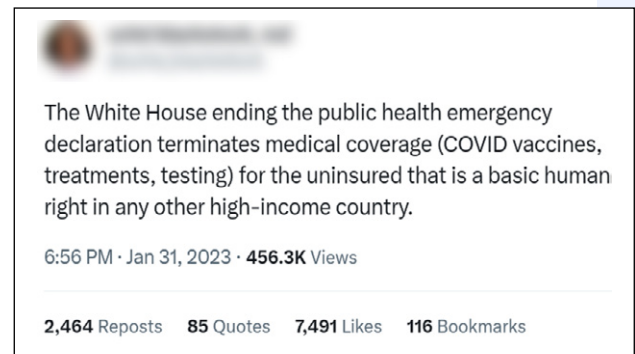 The White House ending the public health emergency
declaration terminates medical coverage (COVID vaccines,
treatments, testing) for the uninsured that is a basic human
right in any other high-income country.
6:56 PM · Jan 31, 2023 · 456.3K Views
2,464 Reposts 85 Quotes 7,491 Likes 116 Bookmarks